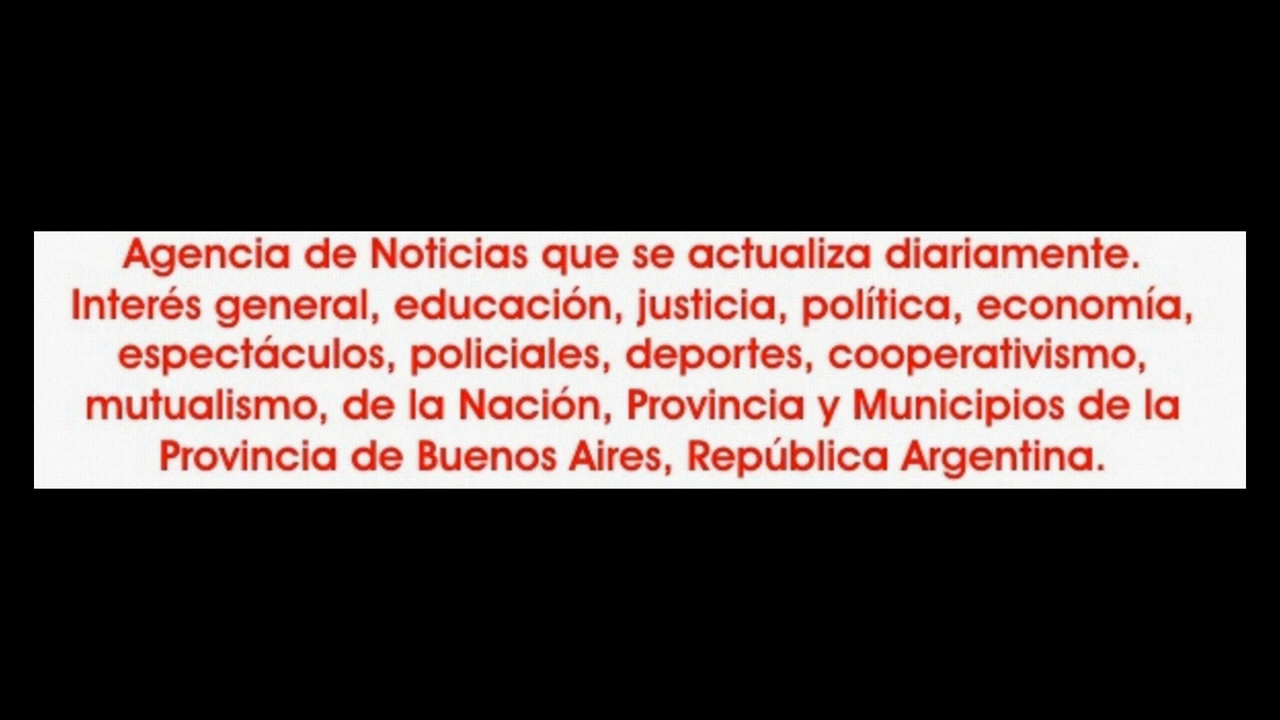 Agencia de Noticias que se actualiza diariamente.
Interés general, educación, justicia, política, economía,
espectáculos, policiales, deportes, cooperativismo,
mutualismo, de la Nación, Provincia y Municipios de la
Provincia de Buenos Aires, República Argentina.